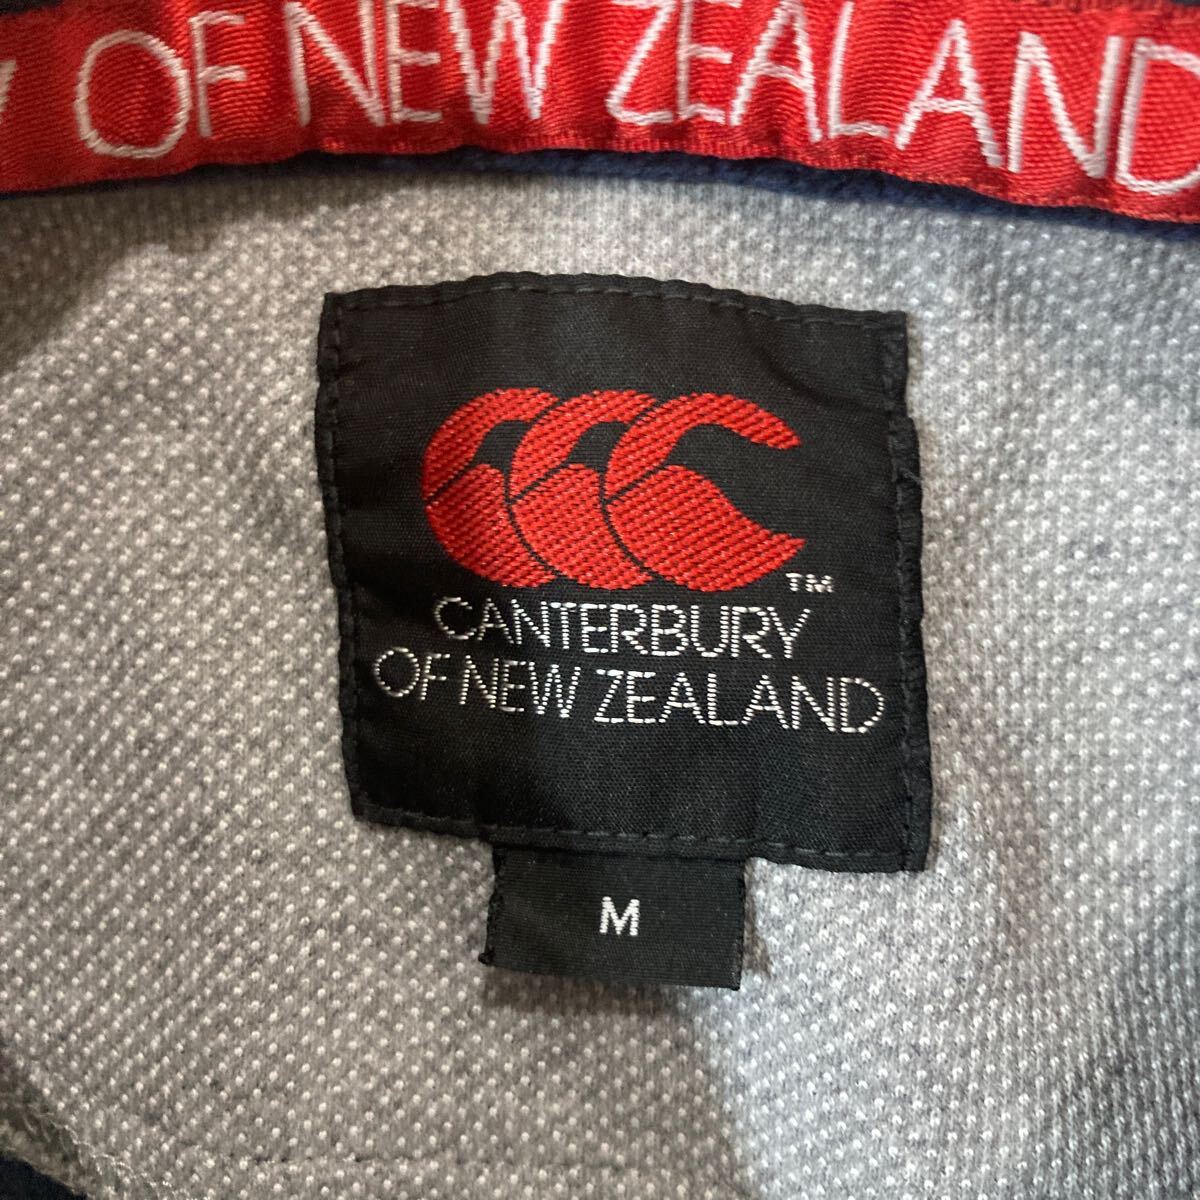 OF NEW ZEALAND
TM
CANTERBURY
OF NEW ZEALAND
M